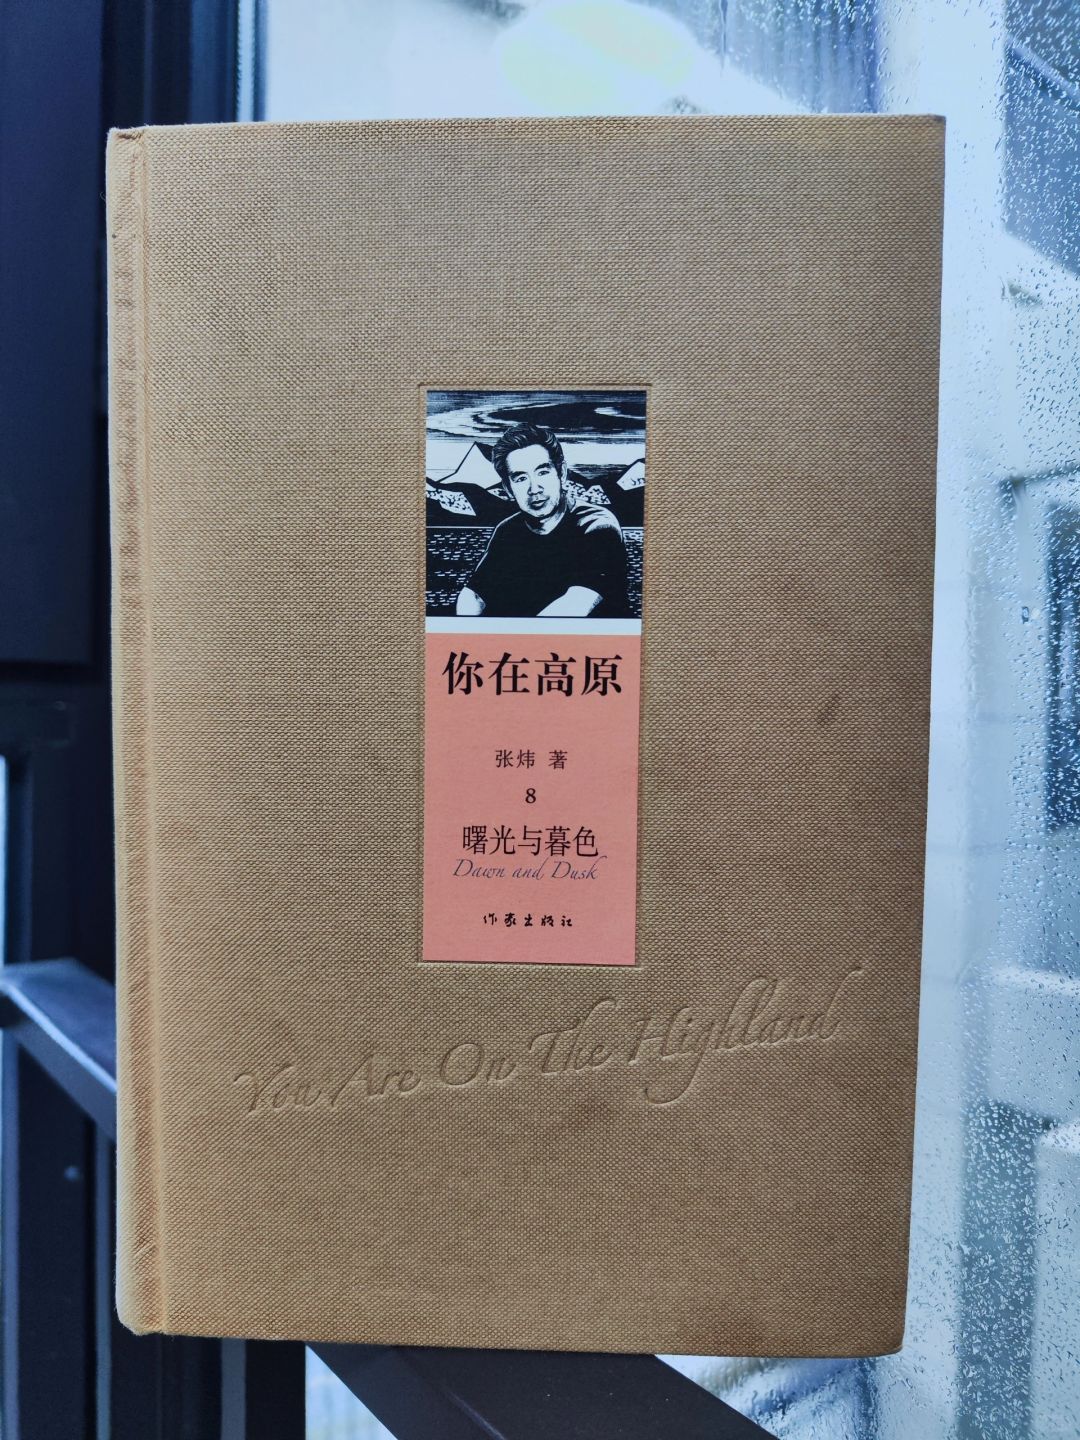 你在高原
张炜 著
8
曙光与暮色
Dawn and Dusk
作家出版社
You Are On The Highland